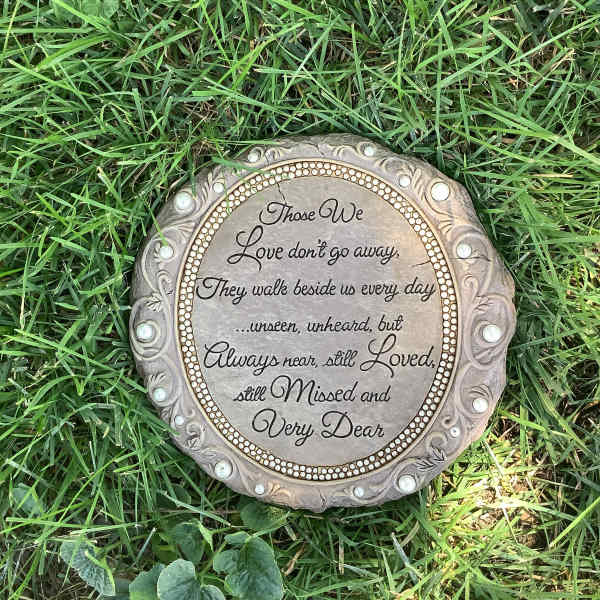 Those We
Love don't go away,
They walk beside us every day
...unseen, unheard, but
Always near, still Loved,
still Missed and
Very Dear